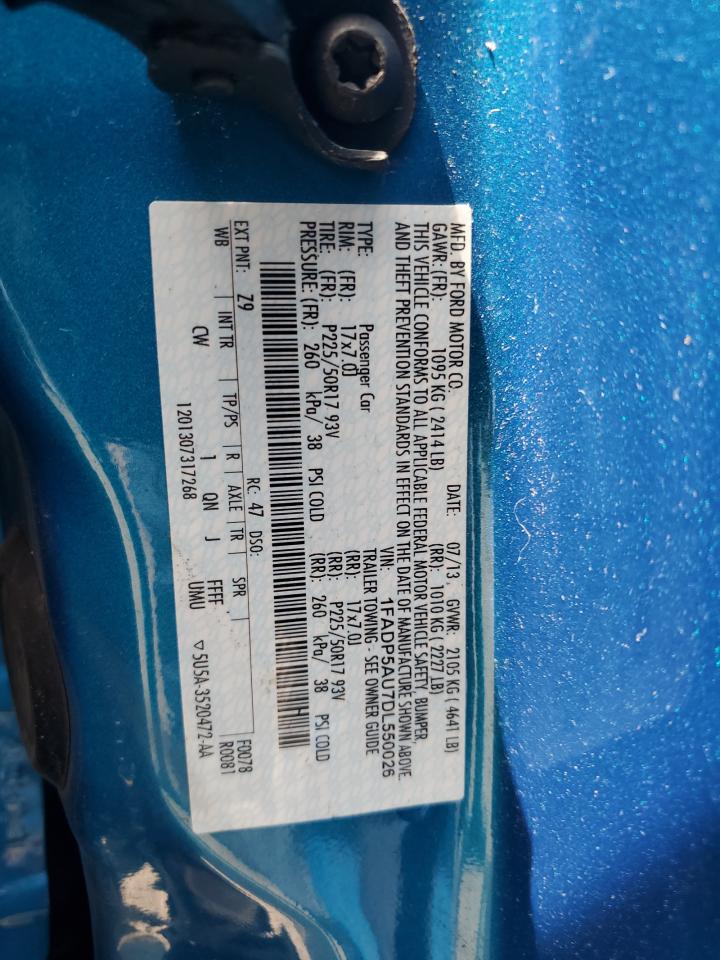 MFD. BY FORD MOTOR CO.
DATE: 07/13 GVWR: 2105 KG ( 4641 LB)
GAWR: (FR): 1095 KG ( 2414 LB) (RR): 1010 KG ( 2227 LB)
THIS VEHICLE CONFORMS TO ALL APPLICABLE FEDERAL MOTOR VEHICLE SAFETY, BUMPER,
AND THEFT PREVENTION STANDARDS IN EFFECT ON THE DATE OF MANUFACTURE SHOWN ABOVE.
VIN: 1FADP5AU7DL550026
TYPE: Passenger Car TRAILER TOWING - SEE OWNER GUIDE
RIM: (FR): 17x7.0J (RR): 17x7.0J
TIRE: (FR): P225/50R17 93V (RR): P225/50R17 93V
PRESSURE: (FR): 260 kPa/ 38 PSI COLD (RR): 260 kPa/ 38 PSI COLD
EXT PNT: Z9 RC: 47 DSO: F0078
WB INT TR TP/PS R AXLE TR SPR R0081
CW 1 QN J FFFF UMU
1201307317268 ▽5U5A-3520472-AA